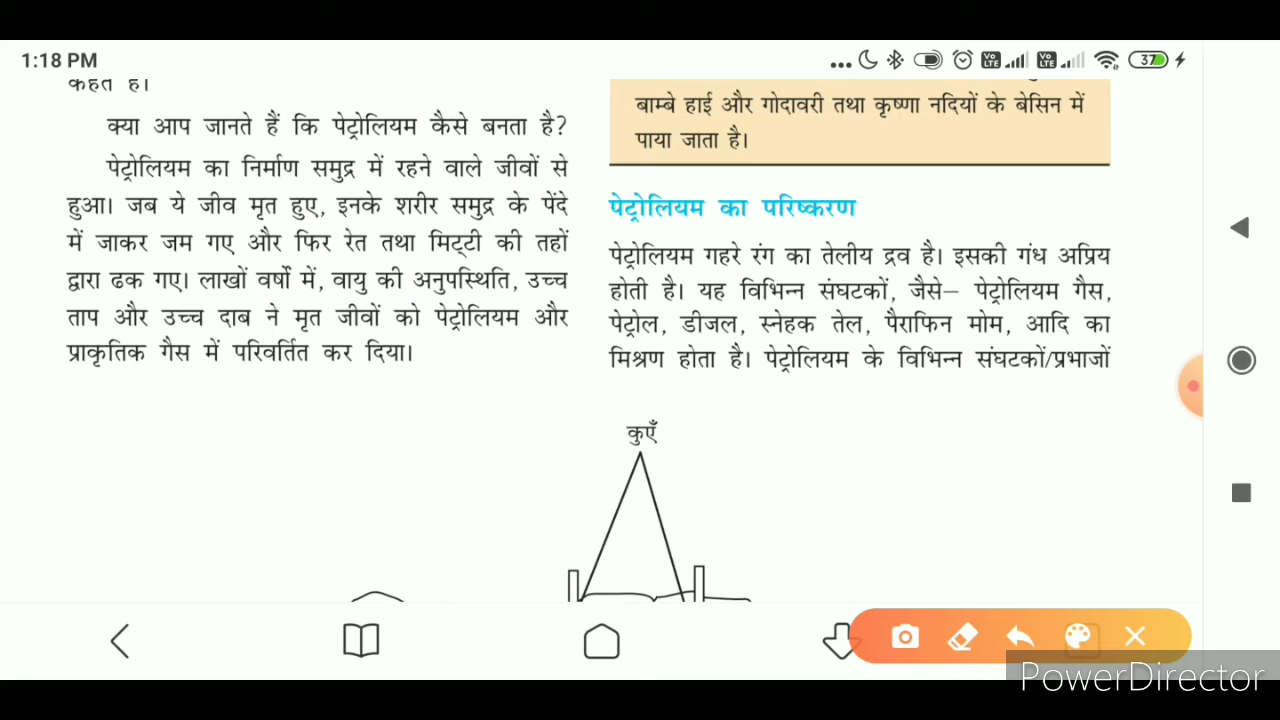 1:18 PM
37
कहते हैं।
क्या आप जानते हैं कि पेट्रोलियम कैसे बनता है?
पेट्रोलियम का निर्माण समुद्र में रहने वाले जीवों से
हुआ। जब ये जीव मृत हुए, इनके शरीर समुद्र के पेंदे
में जाकर जम गए और फिर रेत तथा मिट्टी की तहों
द्वारा ढक गए। लाखों वर्षों में, वायु की अनुपस्थिति, उच्च
ताप और उच्च दाब ने मृत जीवों को पेट्रोलियम और
प्राकृतिक गैस में परिवर्तित कर दिया।
बाम्बे हाई और गोदावरी तथा कृष्णा नदियों के बेसिन में
पाया जाता है।
पेट्रोलियम का परिष्करण
पेट्रोलियम गहरे रंग का तेलीय द्रव है। इसकी गंध अप्रिय
होती है। यह विभिन्न संघटकों, जैसे– पेट्रोलियम गैस,
पेट्रोल, डीजल, स्नेहक तेल, पैराफिन मोम, आदि का
मिश्रण होता है। पेट्रोलियम के विभिन्न संघटकों/प्रभाजों
कुएँ
PowerDirector